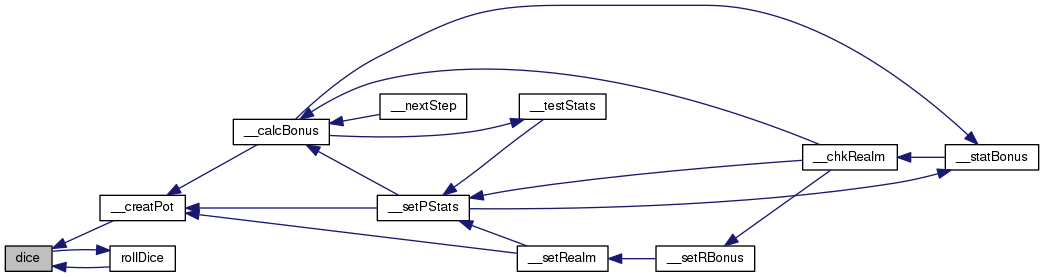 __nextStep
__testStats
__calcBonus
__chkRealm
__statBonus
__creatPot
__setPStats
dice
rollDice
__setRealm
__setRBonus